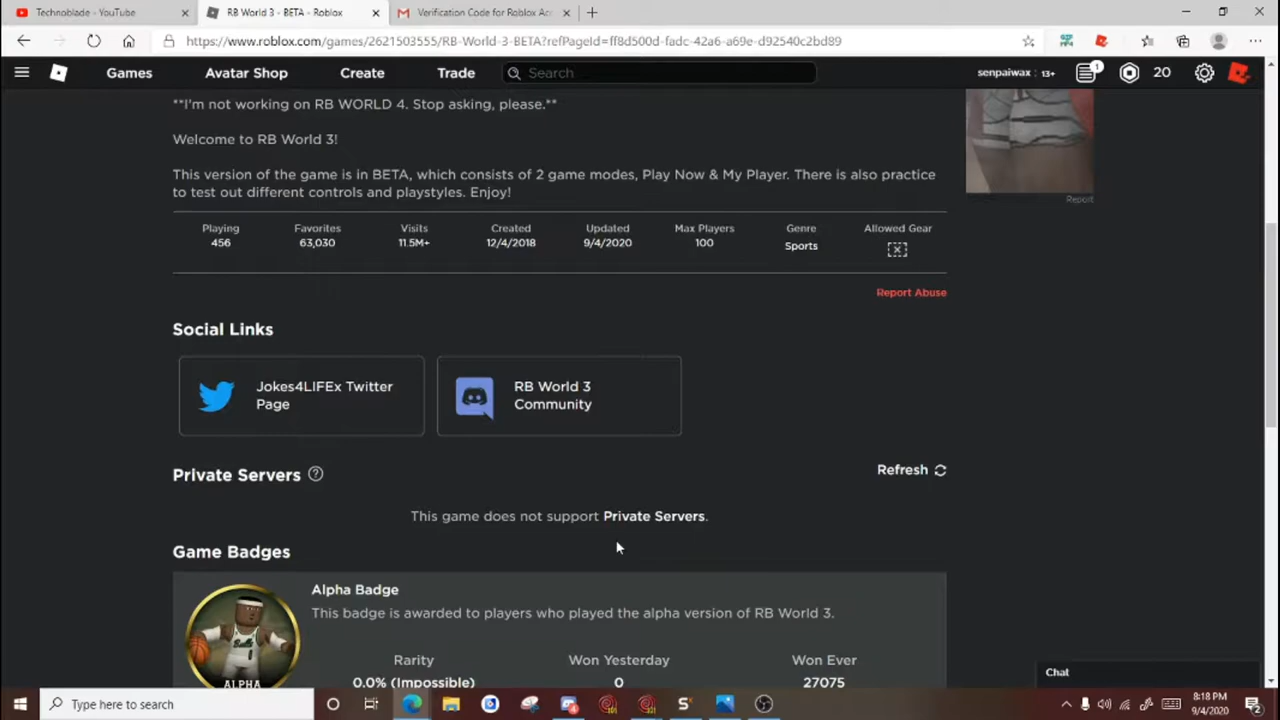 Technoblade - YouTube
RB World 3 - BETA - Roblox
Verification Code for Roblox Acc
https://www.roblox.com/games/2621503555/RB-World-3-BETA?refPageId=ff8d500d-fadc-42a6-a69e-d92540c2bd89
Games
Avatar Shop
Create
Trade
Search
senpaiwax : 13+
1
20
**I'm not working on RB WORLD 4. Stop asking, please.**
Welcome to RB World 3!
This version of the game is in BETA, which consists of 2 game modes, Play Now & My Player. There is also practice
to test out different controls and playstyles. Enjoy!
Report
Playing Favorites Visits Created Updated Max Players Genre Allowed Gear
456 63,030 11.5M+ 12/4/2018 9/4/2020 100 Sports
Report Abuse
Social Links
Jokes4LIFEx Twitter
Page
RB World 3
Community
Private Servers
Refresh
This game does not support Private Servers.
Game Badges
Alpha Badge
This badge is awarded to players who played the alpha version of RB World 3.
Rarity Won Yesterday Won Ever
0.0% (Impossible) 0 27075
ALPHA
Chat
Type here to search
8:18 PM
9/4/2020
2